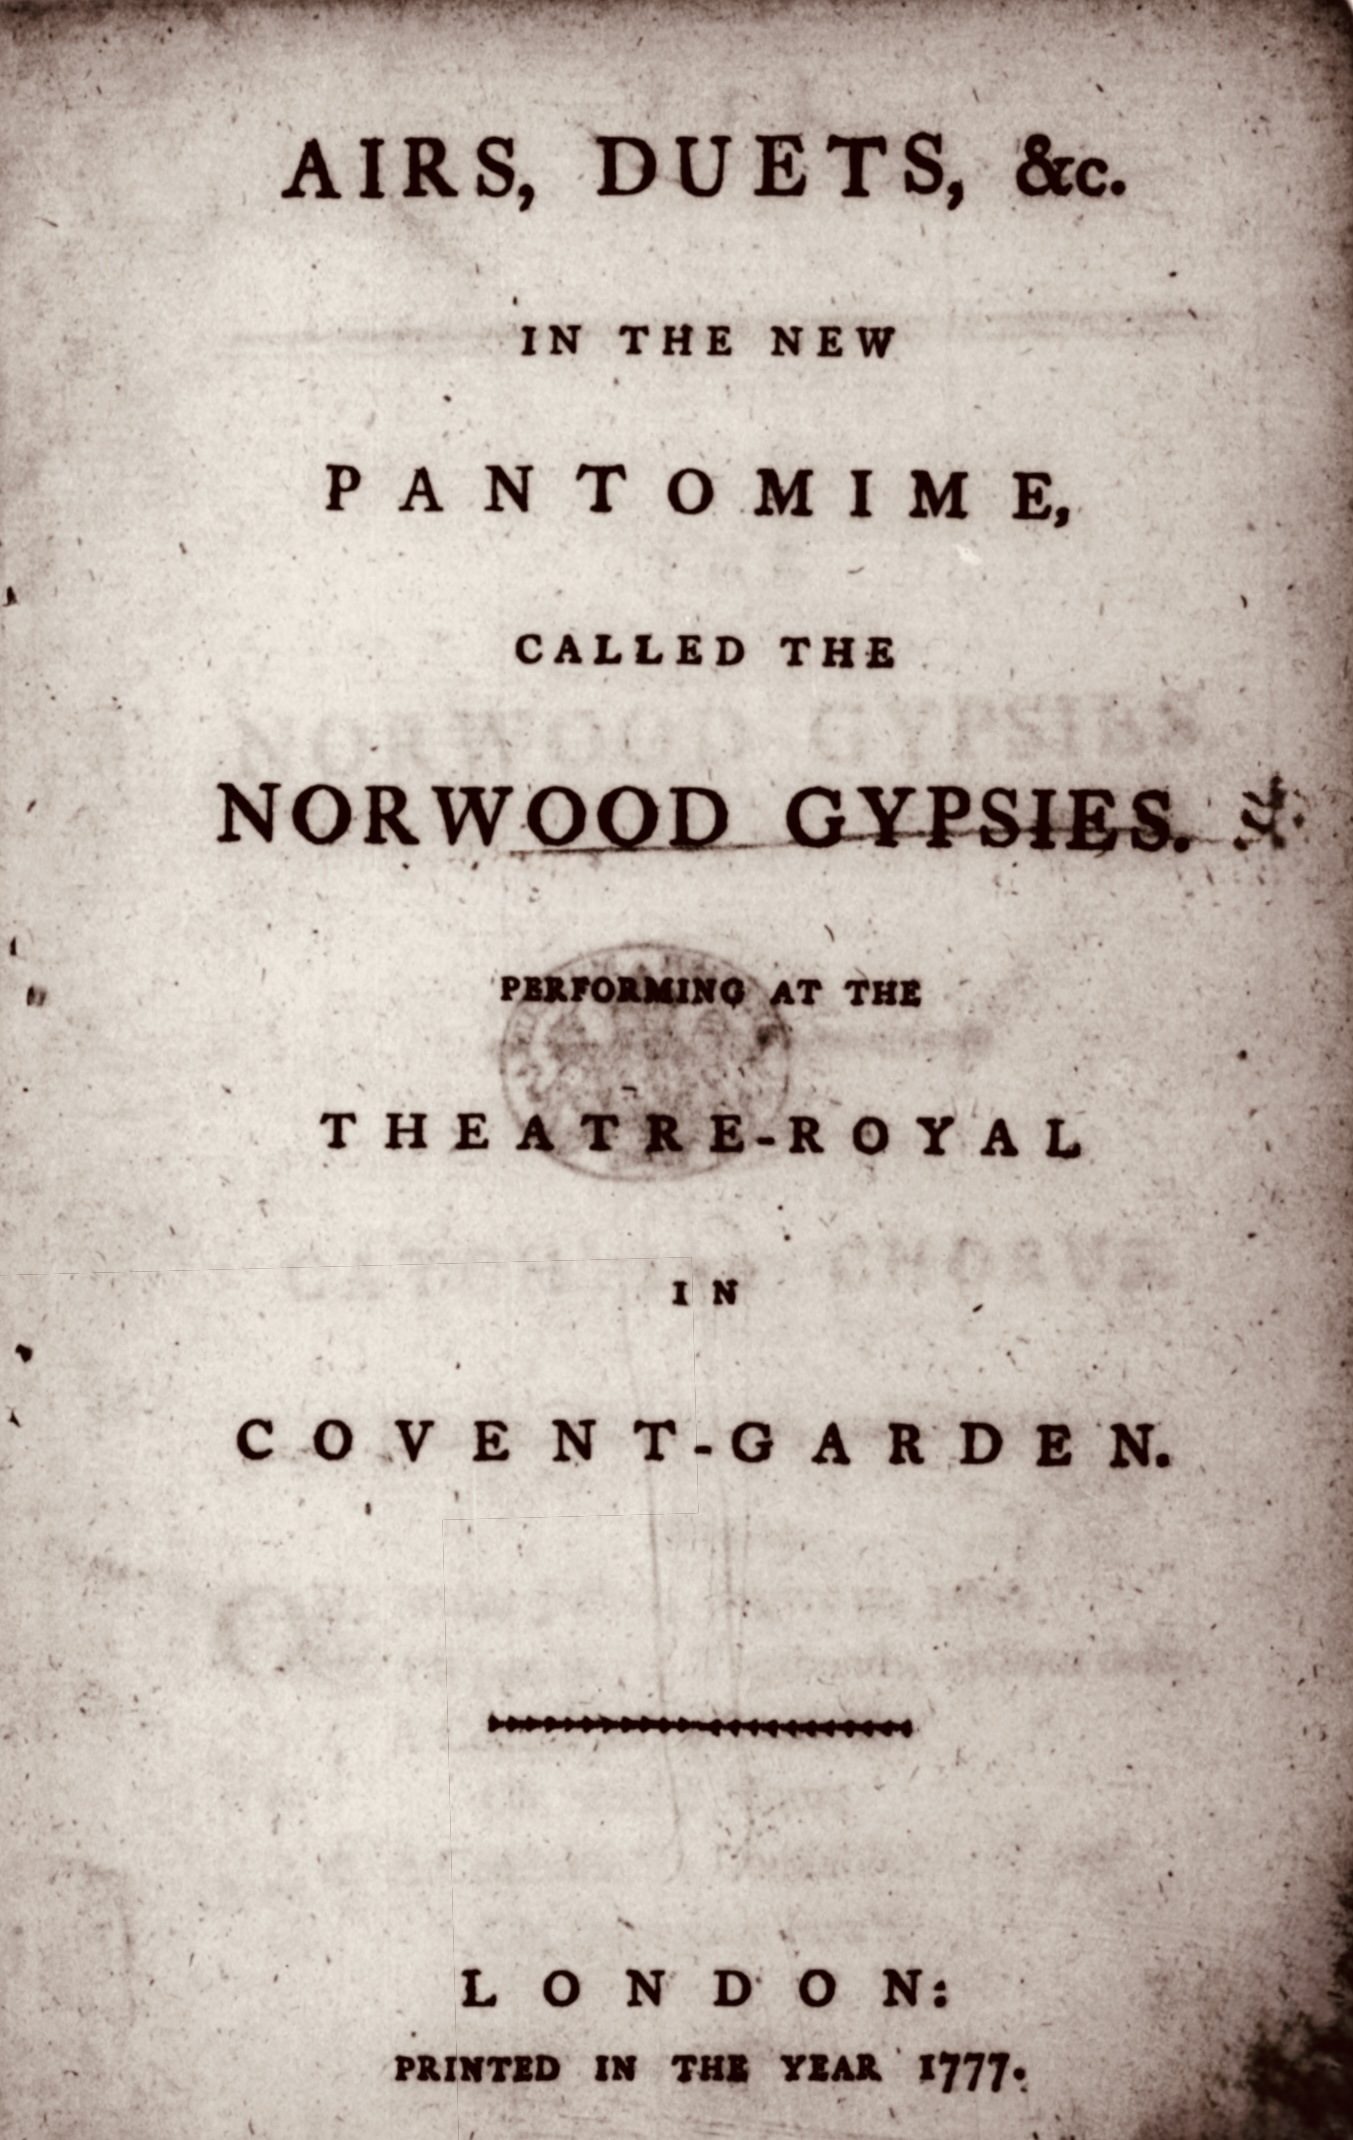 AIRS, DUETS, &c.
IN THE NEW
PANTOMIME,
CALLED THE
NORWOOD GYPSIES.
PERFORMING AT THE
THEATRE-ROYAL
IN
COVENT-GARDEN.
LONDON:
PRINTED IN THE YEAR 1777.